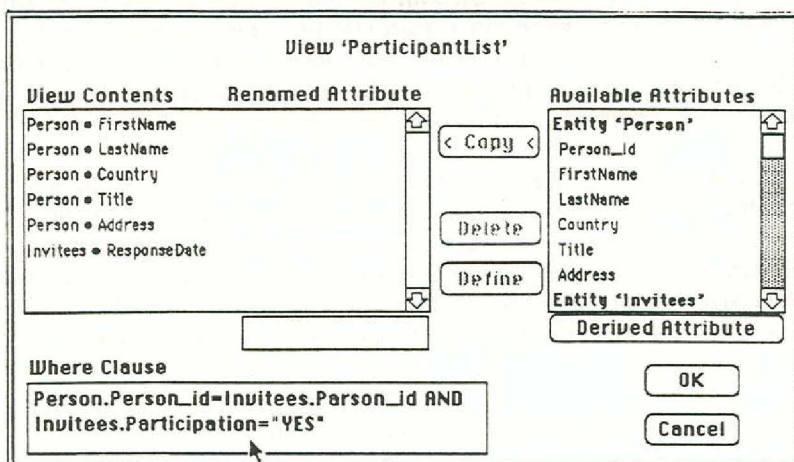 View 'ParticipantList'
View Contents
Renamed Attribute
Person • FirstName
Person • LastName
Person • Country
Person • Title
Person • Address
Invitees • ResponseDate
< Copy <
Delete
Define
Available Attributes
Entity "Person"
Person_id
FirstName
LastName
Country
Title
Address
Entity "Invitees"
Derived Attribute
Where Clause
Person.Person_id=Invitees.Parson_id AND
Invitees.Participation="YES"
OK
Cancel